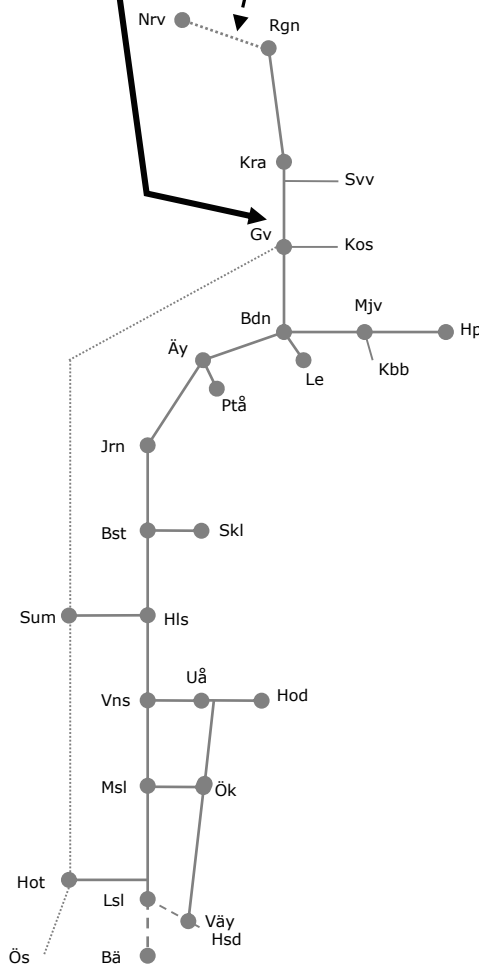 Nrv
Rgn
Kra
Svv
Gv
Kos
Bdn
Mjv
Hp
Äy
Le
Kbb
Ptå
Jrn
Bst
Skl
Sum
Hls
Uå
Vns
Hod
Msl
Ök
Hot
Lsl
Väy
Hsd
Ös
Bä